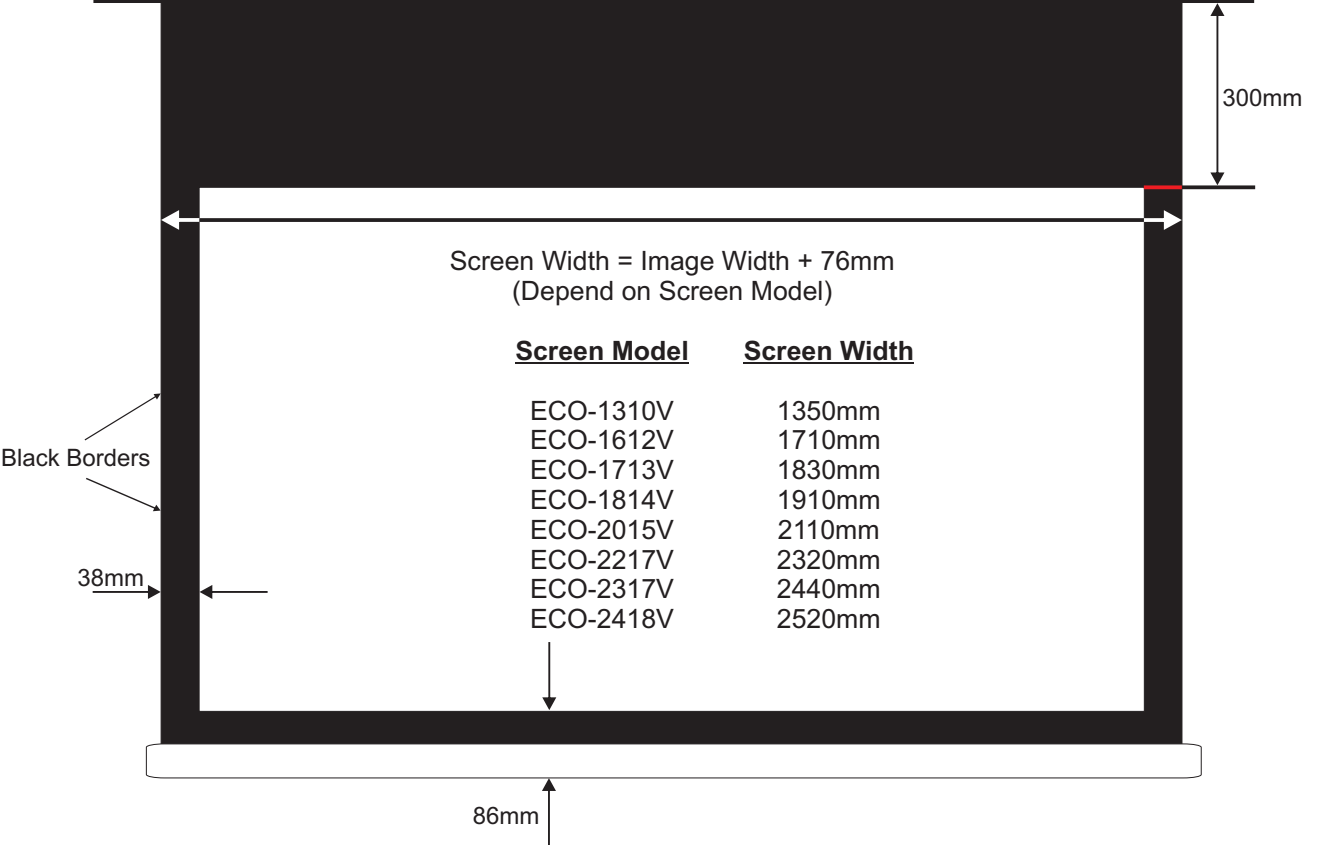 300mm
Screen Width = Image Width + 76mm
(Depend on Screen Model)
Screen Model Screen Width
ECO-1310V 1350mm
ECO-1612V 1710mm
ECO-1713V 1830mm
ECO-1814V 1910mm
ECO-2015V 2110mm
ECO-2217V 2320mm
ECO-2317V 2440mm
ECO-2418V 2520mm
Black Borders
38mm
86mm